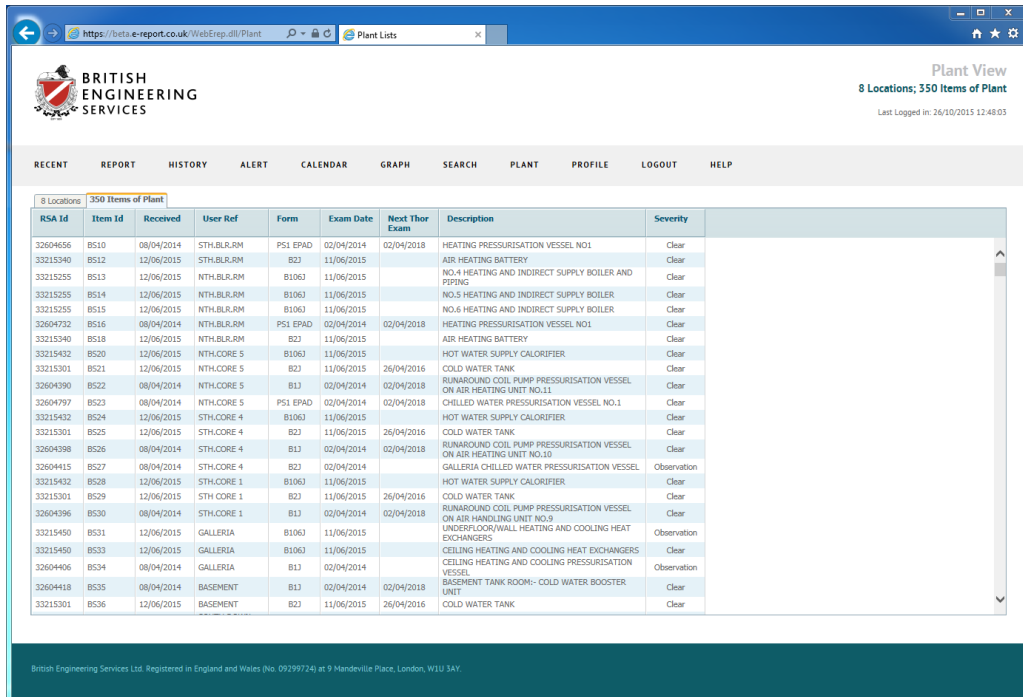 https://beta.e-report.co.uk/WebErep.dll/Plant
Plant Lists
BRITISH
ENGINEERING
SERVICES
Plant View
8 Locations; 350 Items of Plant
Last Logged in: 26/10/2015 12:48:03
RECENT REPORT HISTORY ALERT CALENDAR GRAPH SEARCH PLANT PROFILE LOGOUT HELP
8 Locations 350 Items of Plant
RSA Id Item Id Received User Ref Form Exam Date Next Thor Description Severity
Exam
32604656 BS10 08/04/2014 STH.BLR.RM PS1 EPAD 02/04/2014 02/04/2018 HEATING PRESSURISATION VESSEL NO1 Clear
33215340 BS12 12/06/2015 STH.BLR.RM B2J 11/06/2015 AIR HEATING BATTERY Clear
33215255 BS13 12/06/2015 NTH.BLR.RM B106J 11/06/2015 NO.4 HEATING AND INDIRECT SUPPLY BOILER AND Clear
PIPING
33215255 BS14 12/06/2015 NTH.BLR.RM B106J 11/06/2015 NO.5 HEATING AND INDIRECT SUPPLY BOILER Clear
33215255 BS15 12/06/2015 NTH.BLR.RM B106J 11/06/2015 NO.6 HEATING AND INDIRECT SUPPLY BOILER Clear
32604732 BS16 08/04/2014 NTH.BLR.RM PS1 EPAD 02/04/2014 02/04/2018 HEATING PRESSURISATION VESSEL NO1 Clear
33215340 BS18 12/06/2015 NTH.BLR.RM B2J 11/06/2015 AIR HEATING BATTERY Clear
33215432 BS20 12/06/2015 NTH.CORE 5 B106J 11/06/2015 HOT WATER SUPPLY CALORIFIER Clear
33215301 BS21 12/06/2015 NTH.CORE 5 B2J 11/06/2015 26/04/2016 COLD WATER TANK Clear
32604390 BS22 08/04/2014 NTH.CORE 5 B1J 02/04/2014 02/04/2018 RUNAROUND COIL PUMP PRESSURISATION VESSEL Clear
ON AIR HEATING UNIT NO.11
32604797 BS23 08/04/2014 NTH.CORE 5 PS1 EPAD 02/04/2014 02/04/2018 CHILLED WATER PRESSURISATION VESSEL NO.1 Clear
33215432 BS24 12/06/2015 STH.CORE 4 B106J 11/06/2015 HOT WATER SUPPLY CALORIFIER Clear
33215301 BS25 12/06/2015 STH.CORE 4 B2J 11/06/2015 26/04/2016 COLD WATER TANK Clear
32604398 BS26 08/04/2014 STH.CORE 4 B1J 02/04/2014 02/04/2018 RUNAROUND COIL PUMP PRESSURISATION VESSEL Clear
ON AIR HEATING UNIT NO.10
32604415 BS27 08/04/2014 STH.CORE 4 B2J 02/04/2014 GALLERIA CHILLED WATER PRESSURISATION VESSEL Observation
33215432 BS28 12/06/2015 STH CORE 1 B106J 11/06/2015 HOT WATER SUPPLY CALORIFIER Clear
33215301 BS29 12/06/2015 STH CORE 1 B2J 11/06/2015 26/04/2016 COLD WATER TANK Clear
32604396 BS30 08/04/2014 STH.CORE 1 B1J 02/04/2014 02/04/2018 RUNAROUND COIL PUMP PRESSURISATION VESSEL Clear
ON AIR HANDLING UNIT NO.9
33215450 BS31 12/06/2015 GALLERIA B106J 11/06/2015 UNDERFLOOR/WALL HEATING AND COOLING HEAT Observation
EXCHANGERS
33215450 BS33 12/06/2015 GALLERIA B106J 11/06/2015 CEILING HEATING AND COOLING HEAT EXCHANGERS Clear
32604406 BS34 08/04/2014 GALLERIA B1J 02/04/2014 CEILING HEATING AND COOLING PRESSURISATION Observation
VESSEL
32604418 BS35 08/04/2014 BASEMENT B1J 02/04/2014 02/04/2018 BASEMENT TANK ROOM:- COLD WATER BOOSTER Clear
UNIT
33215301 BS36 12/06/2015 BASEMENT B2J 11/06/2015 26/04/2016 COLD WATER TANK Clear
British Engineering Services Ltd. Registered in England and Wales (No. 09299724) at 9 Mandeville Place, London, W1U 3AY.